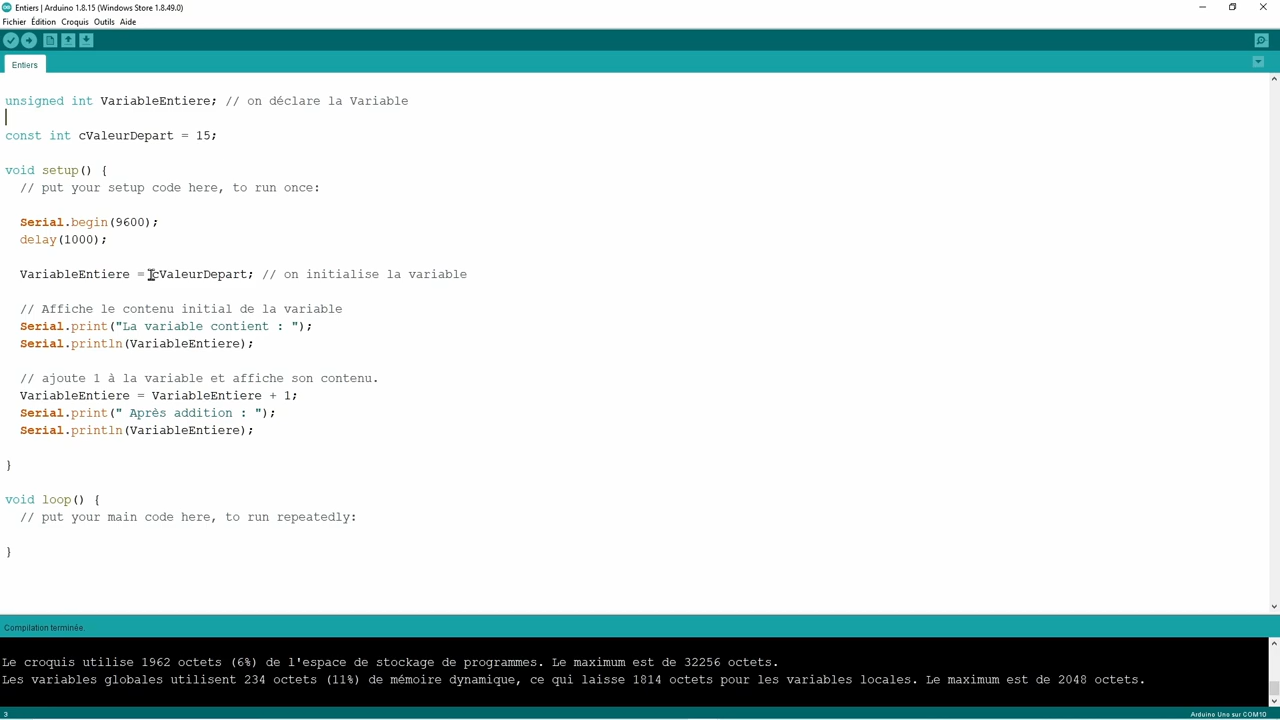 Entiers | Arduino 1.8.15 (Windows Store 1.8.49.0)
Fichier Édition Croquis Outils Aide
Entiers
unsigned int VariableEntiere; // on déclare la Variable
const int cValeurDepart = 15;
void setup() {
// put your setup code here, to run once:
Serial.begin(9600);
delay(1000);
VariableEntiere = cValeurDepart; // on initialise la variable
// Affiche le contenu initial de la variable
Serial.print("La variable contient : ");
Serial.println(VariableEntiere);
// ajoute 1 à la variable et affiche son contenu.
VariableEntiere = VariableEntiere + 1;
Serial.print(" Après addition : ");
Serial.println(VariableEntiere);
}
void loop() {
// put your main code here, to run repeatedly:
}
Compilation terminée.
Le croquis utilise 1962 octets (6%) de l'espace de stockage de programmes. Le maximum est de 32256 octets.
Les variables globales utilisent 234 octets (11%) de mémoire dynamique, ce qui laisse 1814 octets pour les variables locales. Le maximum est de 2048 octets.
3 Arduino Uno sur COM10